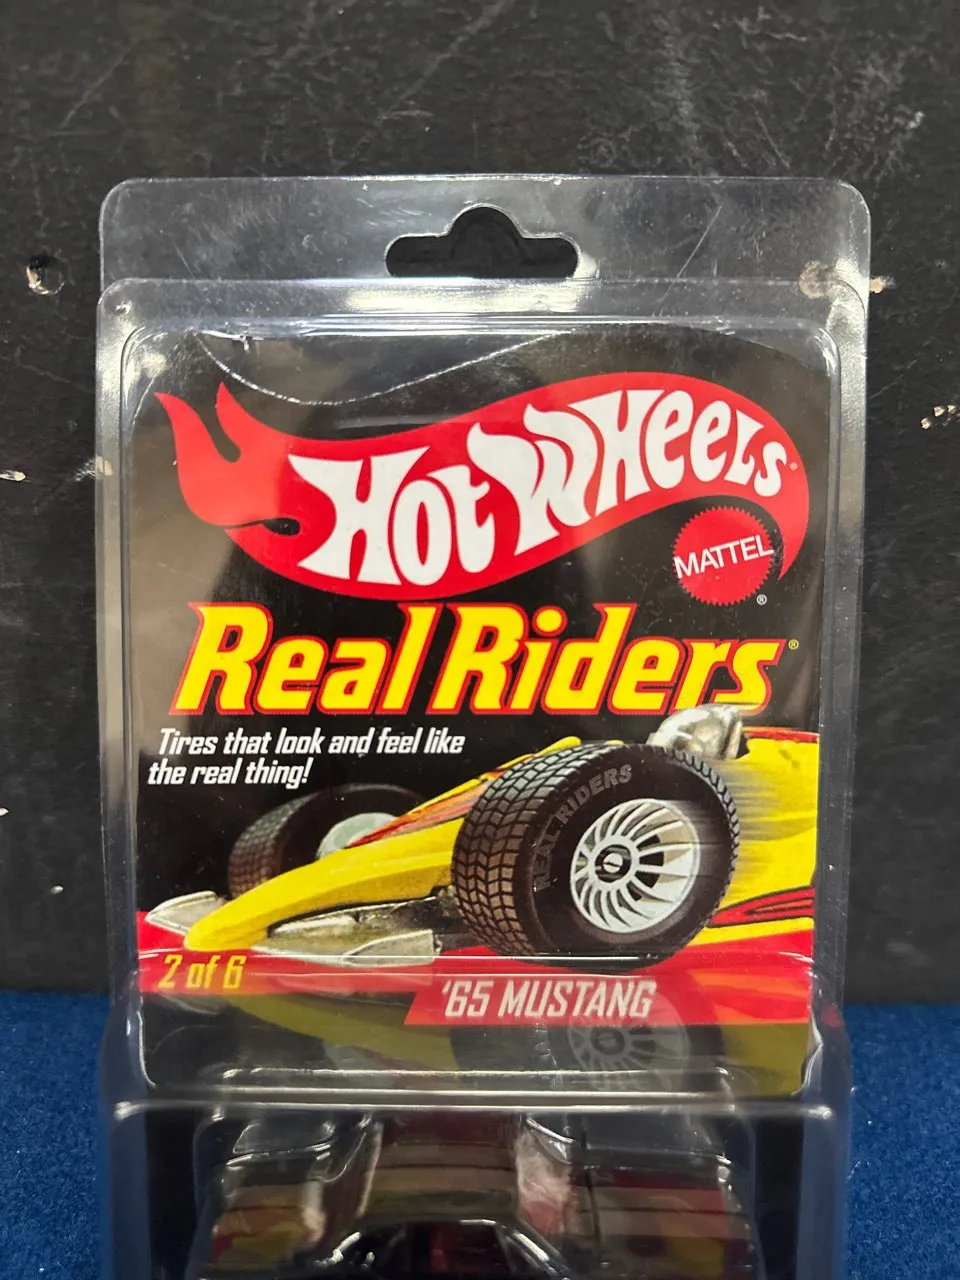 Hot Wheels®
MATTEL®
Real Riders®
Tires that look and feel like
the real thing!
REAL RIDERS
2 of 6
'65 MUSTANG